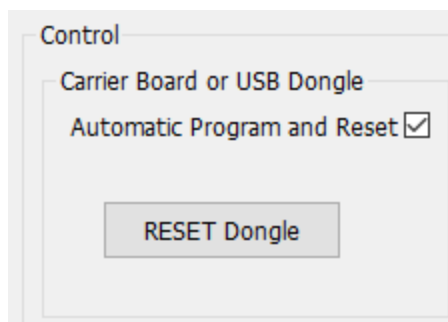 Control
Carrier Board or USB Dongle
Automatic Program and Reset
RESET Dongle